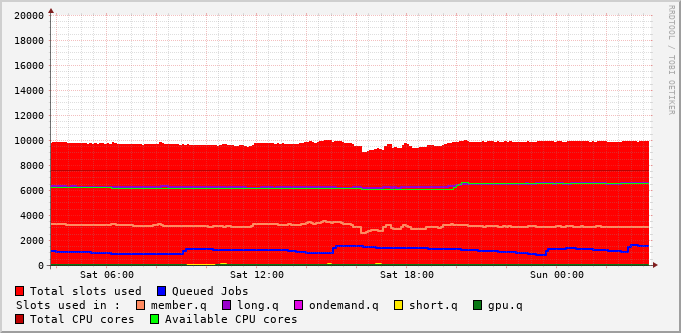 20000
18000
16000
14000
12000
10000
8000
6000
4000
2000
0
Sat 06:00 Sat 12:00 Sat 18:00 Sun 00:00
Total slots used Queued Jobs
Slots used in : member.q long.q ondemand.q short.q gpu.q
Total CPU cores Available CPU cores
RRDTOOL / TOBI OETIKER